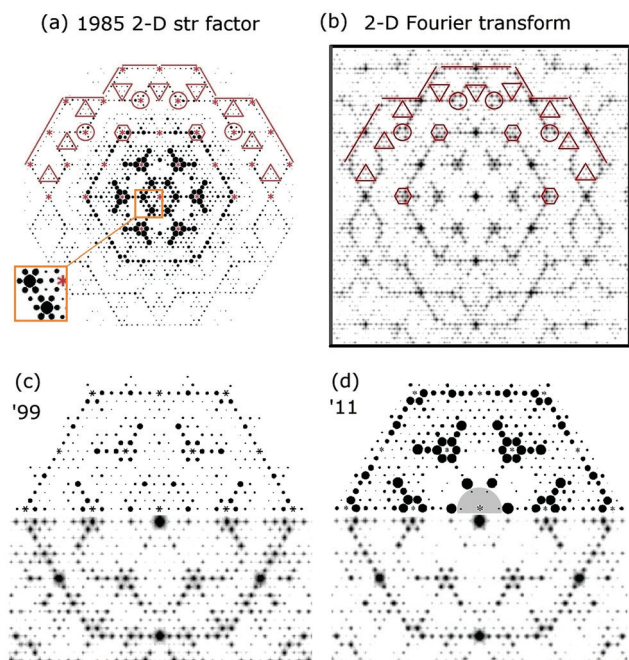 (a) 1985 2-D str factor
(b) 2-D Fourier transform
(c)
'99
(d)
'11